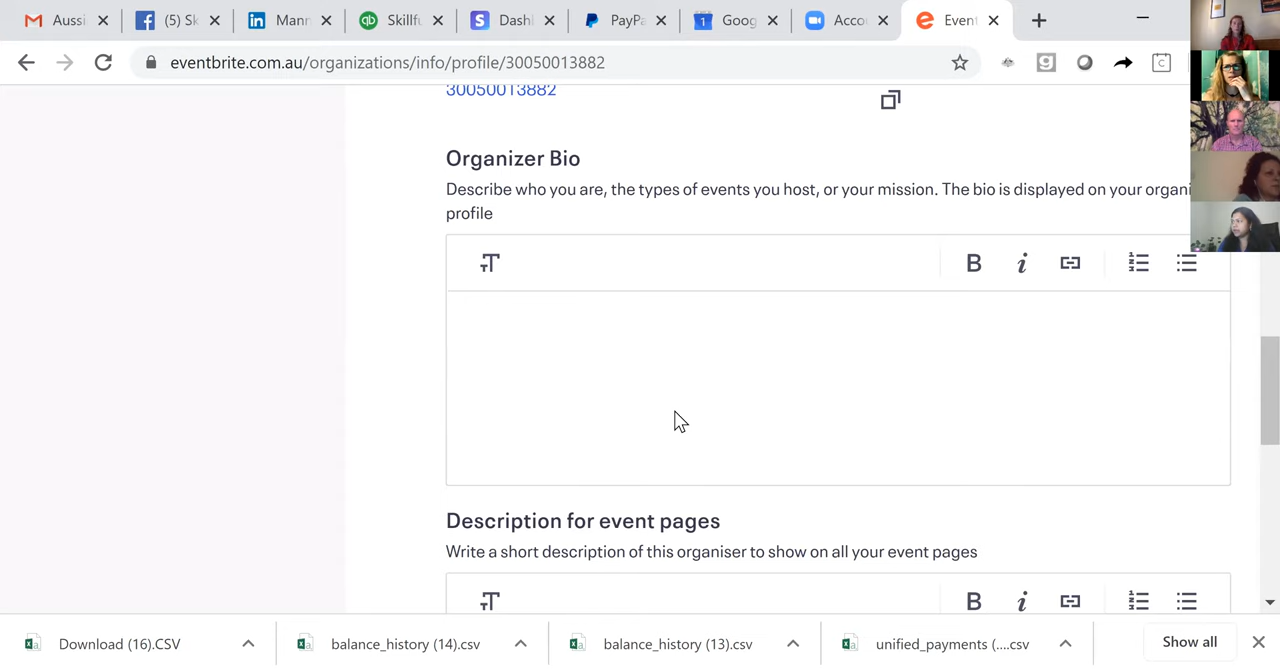 Aussi
(5) Sk
Mann
Skillfu
Dash
PayPa
Goog
Acco
Event
eventbrite.com.au/organizations/info/profile/30050013882
30050013882
Organizer Bio
Describe who you are, the types of events you host, or your mission. The bio is displayed on your organi
profile
B i
Description for event pages
Write a short description of this organiser to show on all your event pages
B i
Download (16).CSV
balance_history (14).csv
balance_history (13).csv
unified_payments (....csv
Show all